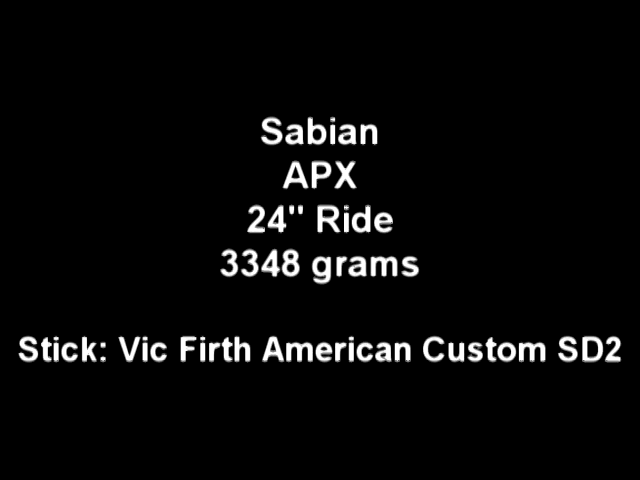 Sabian
APX
24" Ride
3348 grams
Stick: Vic Firth American Custom SD2